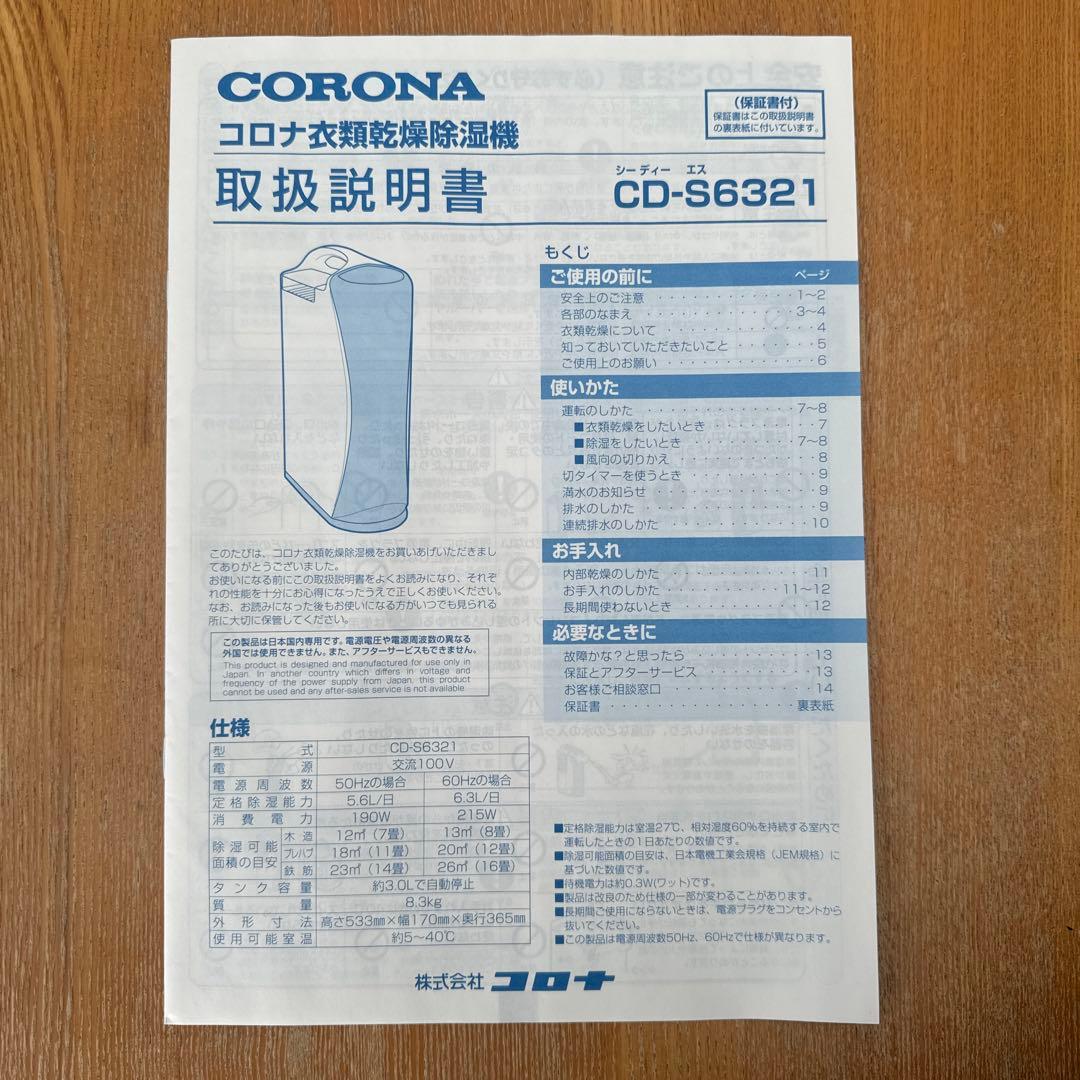 CORONA
コロナ衣類乾燥除湿機
取扱説明書
(保証書付)
保証書はこの取扱説明書
の裏表紙に付いています。
シーディー エス
CD-S6321
もくじ
ご使用の前に ページ
安全上のご注意 ・・・・・・・・・・・・ 1〜2
各部のなまえ ・・・・・・・・・・・・ 3〜4
衣類乾燥について ・・・・・・・・・・・・ 4
知っておいていただきたいこと ・・・・・・・ 5
ご使用上のお願い ・・・・・・・・・・・・ 6
使いかた
運転のしかた ・・・・・・・・・・・・ 7〜8
■衣類乾燥をしたいとき ・・・・・・・・・ 7
■除湿をしたいとき ・・・・・・・・・ 7〜8
■風向の切りかえ ・・・・・・・・・・・ 8
切タイマーを使うとき ・・・・・・・・・・ 9
満水のお知らせ ・・・・・・・・・・・・ 9
排水のしかた ・・・・・・・・・・・・ 9
連続排水のしかた ・・・・・・・・・・・ 10
お手入れ
内部乾燥のしかた ・・・・・・・・・・・ 11
お手入れのしかた ・・・・・・・・・ 11〜12
長期間使わないとき ・・・・・・・・・・ 12
必要なときに
故障かな?と思ったら ・・・・・・・・・ 13
保証とアフターサービス ・・・・・・・・ 13
お客様ご相談窓口 ・・・・・・・・・・・ 14
保証書 ・・・・・・・・・・・・・・ 裏表紙
このたびは、コロナ衣類乾燥除湿機をお買いあげいただきまし
てありがとうございました。
お使いになる前にこの取扱説明書をよくお読みになり、それぞ
れの性能を十分にお心得になったうえで正しくお使いください。
なお、お読みになった後もお使いになる方がいつでも見られる
所に大切に保管してください。
この製品は日本国内専用です。電源電圧や電源周波数の異なる
外国では使用できません。また、アフターサービスもできません。
This product is designed and manufactured for use only in
Japan. In another country which differs in voltage and
frequency of the power supply from Japan, this product
cannot be used and any after-sales service is not available
仕様
型式 CD-S6321
電源 交流100V
電源周波数 50Hzの場合 60Hzの場合
定格除湿能力 5.6L/日 6.3L/日
消費電力 190W 215W
除湿可能面積の目安 木造 12㎡(7畳) 13㎡(8畳)
プレハブ 18㎡(11畳) 20㎡(12畳)
鉄筋 23㎡(14畳) 26㎡(16畳)
タンク容量 約3.0Lで自動停止
質量 8.3kg
外形寸法 高さ533㎜×幅170㎜×奥行365㎜
使用可能室温 約5〜40℃
■定格除湿能力は室温27℃、相対湿度60%を持続する室内で
運転したときの1日あたりの数値です。
■除湿可能面積の目安は、日本電機工業会規格(JEM規格)に
基づいた数値です。
■待機電力は約0.3W(ワット)です。
■製品は改良のため仕様の一部が変わることがあります。
■長期間ご使用にならないときは、電源プラグをコンセントから
抜いてください。
■この製品は電源周波数50Hz、60Hzで仕様が異なります。
株式会社 コロナ